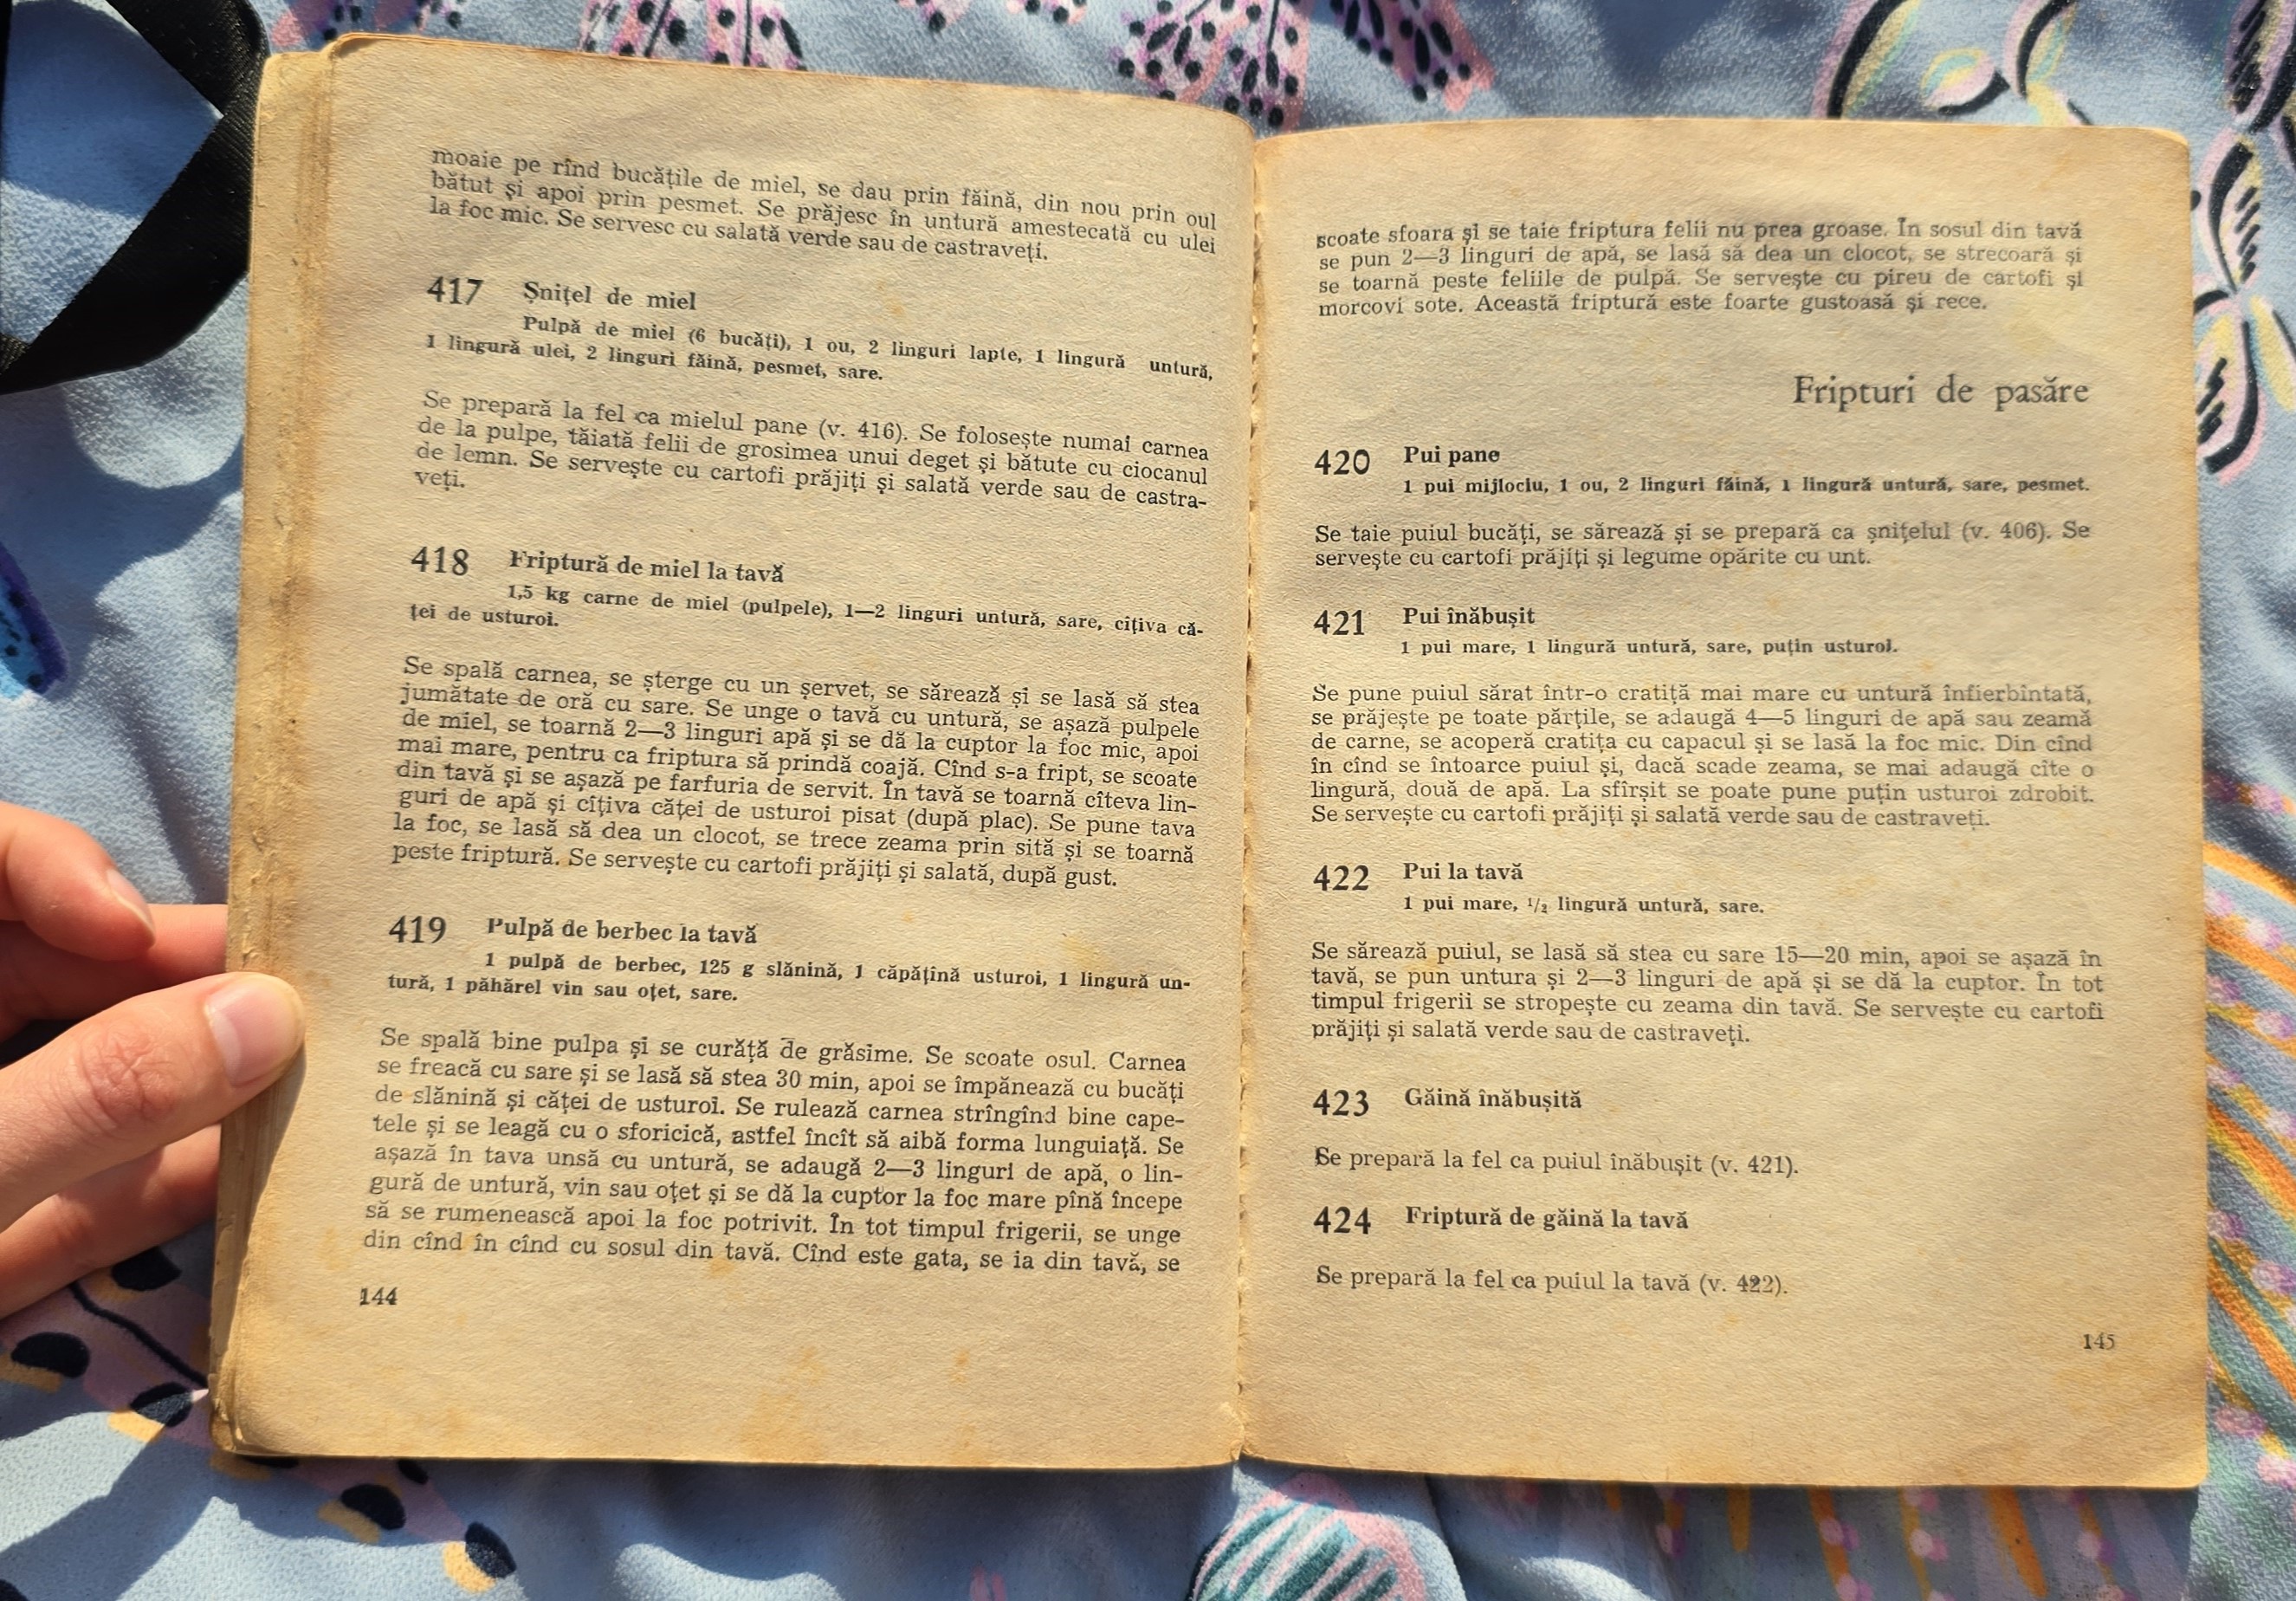 moaie pe rînd bucățile de miel, se dau prin făină, din nou prin oul
bătut și apoi prin pesmet. Se prăjesc în untură amestecată cu ulei
la foc mic. Se servesc cu salată verde sau de castraveți.
417 Șnițel de miel
Pulpă de miel (6 bucăți), 1 ou, 2 linguri lapte, 1 lingură untură,
1 lingură ulei, 2 linguri făină, pesmet, sare.
Se prepară la fel ca mielul pane (v. 416). Se folosește numai carnea
de la pulpe, tăiată felii de grosimea unui deget și bătute cu ciocanul
de lemn. Se servește cu cartofi prăjiți și salată verde sau de castra-
veți.
418 Friptură de miel la tavă
1,5 kg carne de miel (pulpele), 1—2 linguri untură, sare, cîțiva că-
ței de usturoi.
Se spală carnea, se șterge cu un șervet, se sărează și se lasă să stea
jumătate de oră cu sare. Se unge o tavă cu untură, se așază pulpele
de miel, se toarnă 2—3 linguri apă și se dă la cuptor la foc mic, apoi
mai mare, pentru ca friptura să prindă coajă. Cînd s-a fript, se scoate
din tavă și se așază pe farfuria de servit. În tavă se toarnă cîteva lin-
guri de apă și cîțiva căței de usturoi pisat (după plac). Se pune tava
la foc, se lasă să dea un clocot, se trece zeama prin sită și se toarnă
peste friptură. Se servește cu cartofi prăjiți și salată, după gust.
419 Pulpă de berbec la tavă
1 pulpă de berbec, 125 g slănină, 1 căpățînă usturoi, 1 lingură un-
tură, 1 păhărel vin sau oțet, sare.
Se spală bine pulpa și se curăță de grăsime. Se scoate osul. Carnea
se freacă cu sare și se lasă să stea 30 min, apoi se împănează cu bucăți
de slănină și căței de usturoi. Se rulează carnea strîngînd bine cape-
tele și se leagă cu o sforicică, astfel încît să aibă forma lunguiață. Se
așază în tava unsă cu untură, se adaugă 2—3 linguri de apă, o lin-
gură de untură, vin sau oțet și se dă la cuptor la foc mare pînă începe
să se rumenească apoi la foc potrivit. În tot timpul frigerii, se unge
din cînd în cînd cu sosul din tavă. Cînd este gata, se ia din tavă, se
144
scoate sfoara și se taie friptura felii nu prea groase. În sosul din tavă
se pun 2—3 linguri de apă, se lasă să dea un clocot, se strecoară și
se toarnă peste feliile de pulpă. Se servește cu pireu de cartofi și
morcovi sote. Această friptură este foarte gustoasă și rece.
Fripturi de pasăre
420 Pui pane
1 pui mijlociu, 1 ou, 2 linguri făină, 1 lingură untură, sare, pesmet.
Se taie puiul bucăți, se sărează și se prepară ca șnițelul (v. 406). Se
servește cu cartofi prăjiți și legume opărite cu unt.
421 Pui înăbușit
1 pui mare, 1 lingură untură, sare, puțin usturoi.
Se pune puiul sărat într-o cratiță mai mare cu untură înfierbîntată,
se prăjește pe toate părțile, se adaugă 4—5 linguri de apă sau zeamă
de carne, se acoperă cratița cu capacul și se lasă la foc mic. Din cînd
în cînd se întoarce puiul și, dacă scade zeama, se mai adaugă cîte o
lingură, două de apă. La sfîrșit se poate pune puțin usturoi zdrobit.
Se servește cu cartofi prăjiți și salată verde sau de castraveți.
422 Pui la tavă
1 pui mare, 1/2 lingură untură, sare.
Se sărează puiul, se lasă să stea cu sare 15—20 min, apoi se așază în
tavă, se pun untura și 2—3 linguri de apă și se dă la cuptor. În tot
timpul frigerii se stropește cu zeama din tavă. Se servește cu cartofi
prăjiți și salată verde sau de castraveți.
423 Găină înăbușită
Se prepară la fel ca puiul înăbușit (v. 421).
424 Friptură de găină la tavă
Se prepară la fel ca puiul la tavă (v. 422).
145